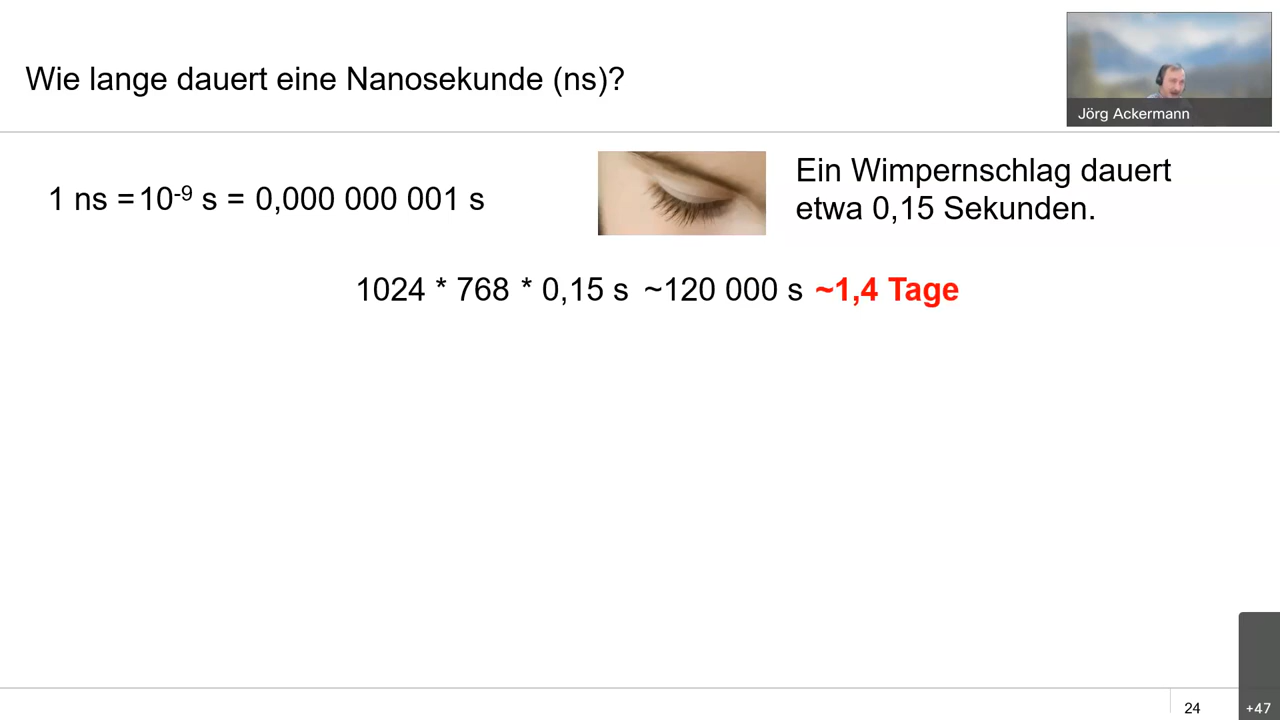 Wie lange dauert eine Nanosekunde (ns)?
Jörg Ackermann
1 ns = 10⁻⁹ s = 0,000 000 001 s
Ein Wimpernschlag dauert
etwa 0,15 Sekunden.
1024 * 768 * 0,15 s ~120 000 s ~1,4 Tage
24
+47